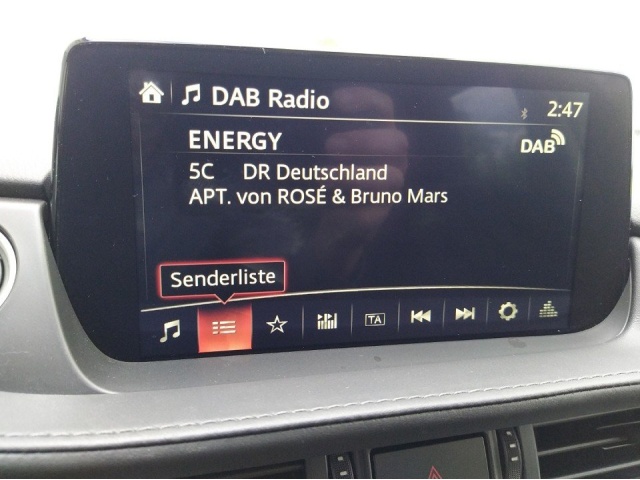 DAB Radio 2:47
ENERGY DAB
5C DR Deutschland
APT. von ROSÉ & Bruno Mars
Senderliste
TA